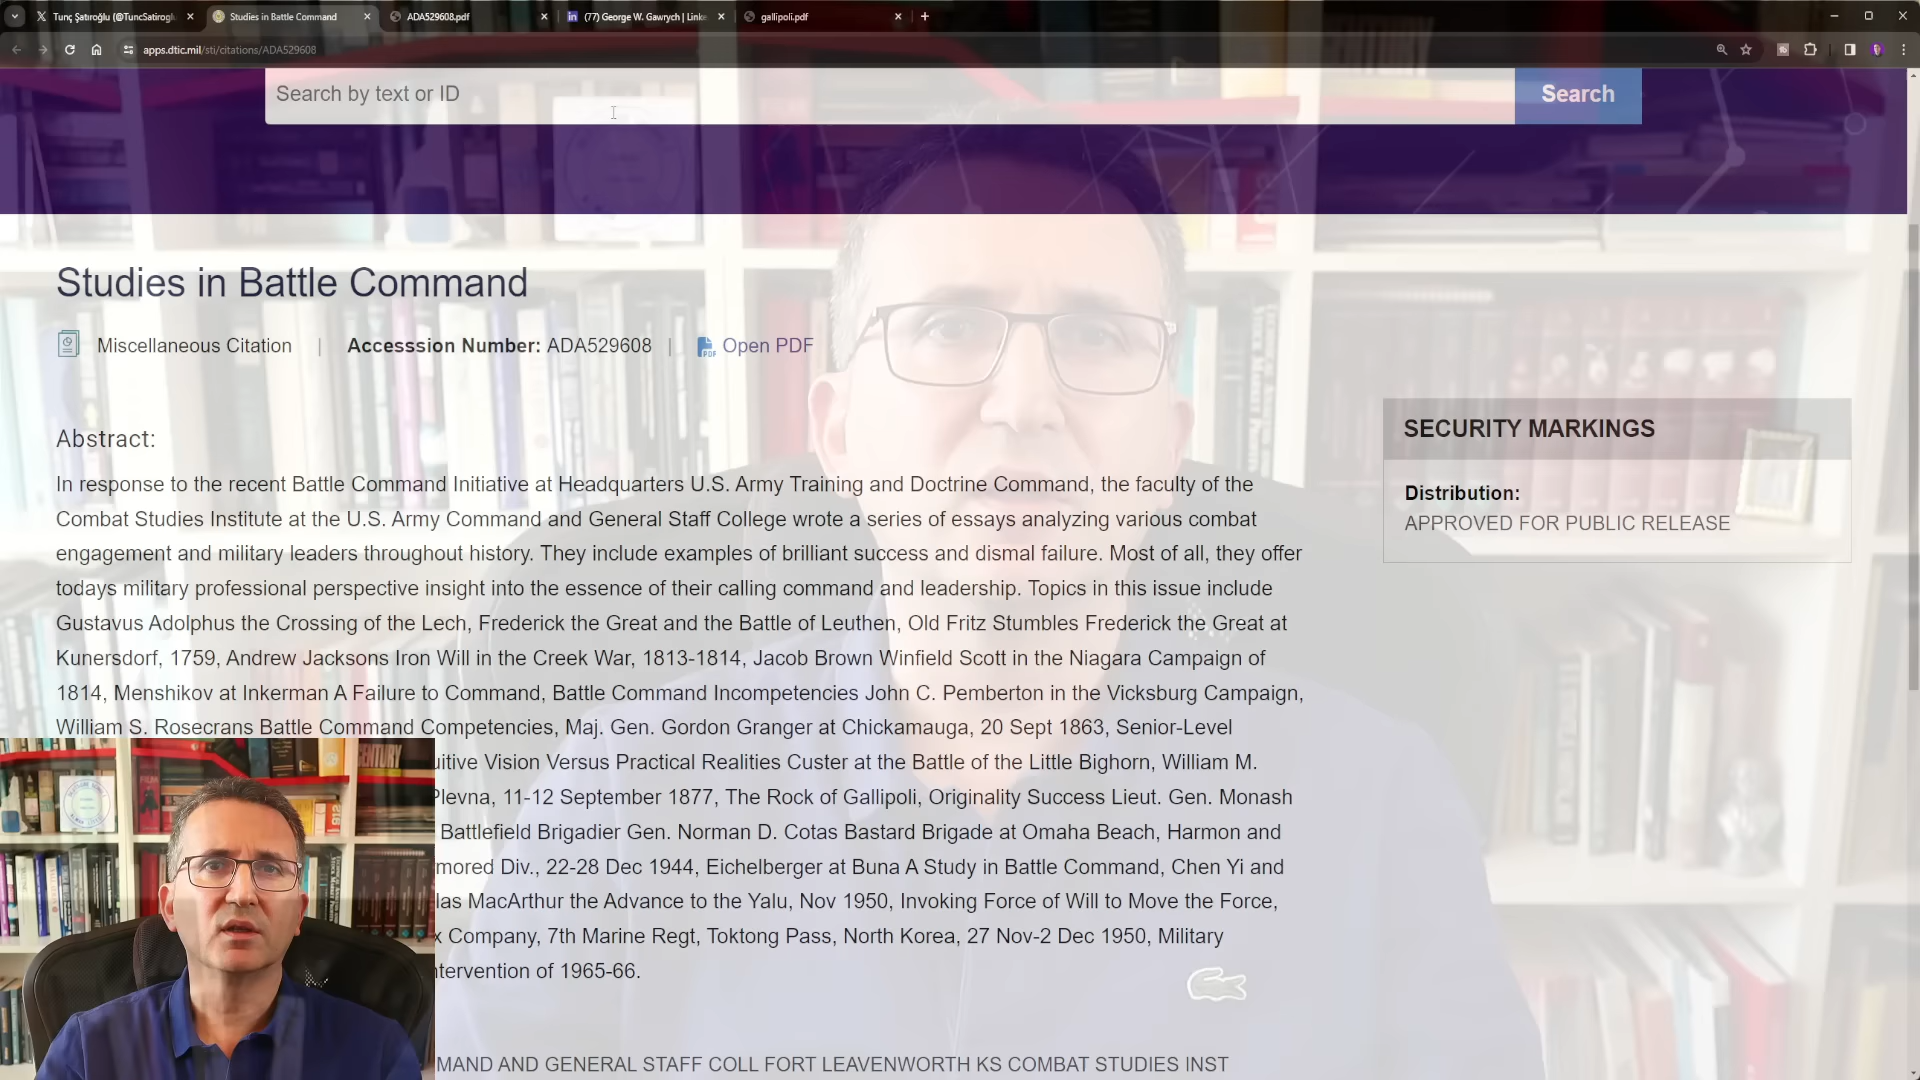 Tunç Şatıroğlu (@TuncSatiroglu
Studies in Battle Command
ADA529608.pdf
(77) George W. Gawrych | Linke
gallipoli.pdf
apps.dtic.mil/sti/citations/ADA529608
Search by text or ID
Search
Studies in Battle Command
Miscellaneous Citation | Accesssion Number: ADA529608 | Open PDF
Abstract:
In response to the recent Battle Command Initiative at Headquarters U.S. Army Training and Doctrine Command, the faculty of the
Combat Studies Institute at the U.S. Army Command and General Staff College wrote a series of essays analyzing various combat
engagement and military leaders throughout history. They include examples of brilliant success and dismal failure. Most of all, they offer
todays military professional perspective insight into the essence of their calling command and leadership. Topics in this issue include
Gustavus Adolphus the Crossing of the Lech, Frederick the Great and the Battle of Leuthen, Old Fritz Stumbles Frederick the Great at
Kunersdorf, 1759, Andrew Jacksons Iron Will in the Creek War, 1813-1814, Jacob Brown Winfield Scott in the Niagara Campaign of
1814, Menshikov at Inkerman A Failure to Command, Battle Command Incompetencies John C. Pemberton in the Vicksburg Campaign,
William S. Rosecrans Battle Command Competencies, Maj. Gen. Gordon Granger at Chickamauga, 20 Sept 1863, Senior-Level
uitive Vision Versus Practical Realities Custer at the Battle of the Little Bighorn, William M.
Plevna, 11-12 September 1877, The Rock of Gallipoli, Originality Success Lieut. Gen. Monash
Battlefield Brigadier Gen. Norman D. Cotas Bastard Brigade at Omaha Beach, Harmon and
mored Div., 22-28 Dec 1944, Eichelberger at Buna A Study in Battle Command, Chen Yi and
las MacArthur the Advance to the Yalu, Nov 1950, Invoking Force of Will to Move the Force,
x Company, 7th Marine Regt, Toktong Pass, North Korea, 27 Nov-2 Dec 1950, Military
tervention of 1965-66.
MAND AND GENERAL STAFF COLL FORT LEAVENWORTH KS COMBAT STUDIES INST
SECURITY MARKINGS
Distribution:
APPROVED FOR PUBLIC RELEASE
CENTURY